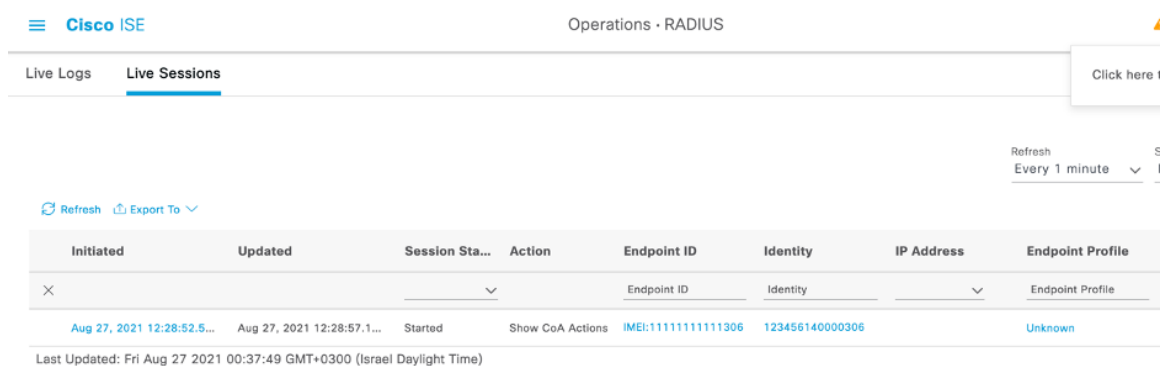 Cisco ISE Operations · RADIUS
Click here t
Live Logs Live Sessions
Refresh
Every 1 minute
Refresh Export To
Initiated Updated Session Sta... Action Endpoint ID Identity IP Address Endpoint Profile
Endpoint ID Identity Endpoint Profile
Aug 27, 2021 12:28:52.5... Aug 27, 2021 12:28:57.1... Started Show CoA Actions IMEI:11111111111306 123456140000306 Unknown
Last Updated: Fri Aug 27 2021 00:37:49 GMT+0300 (Israel Daylight Time)